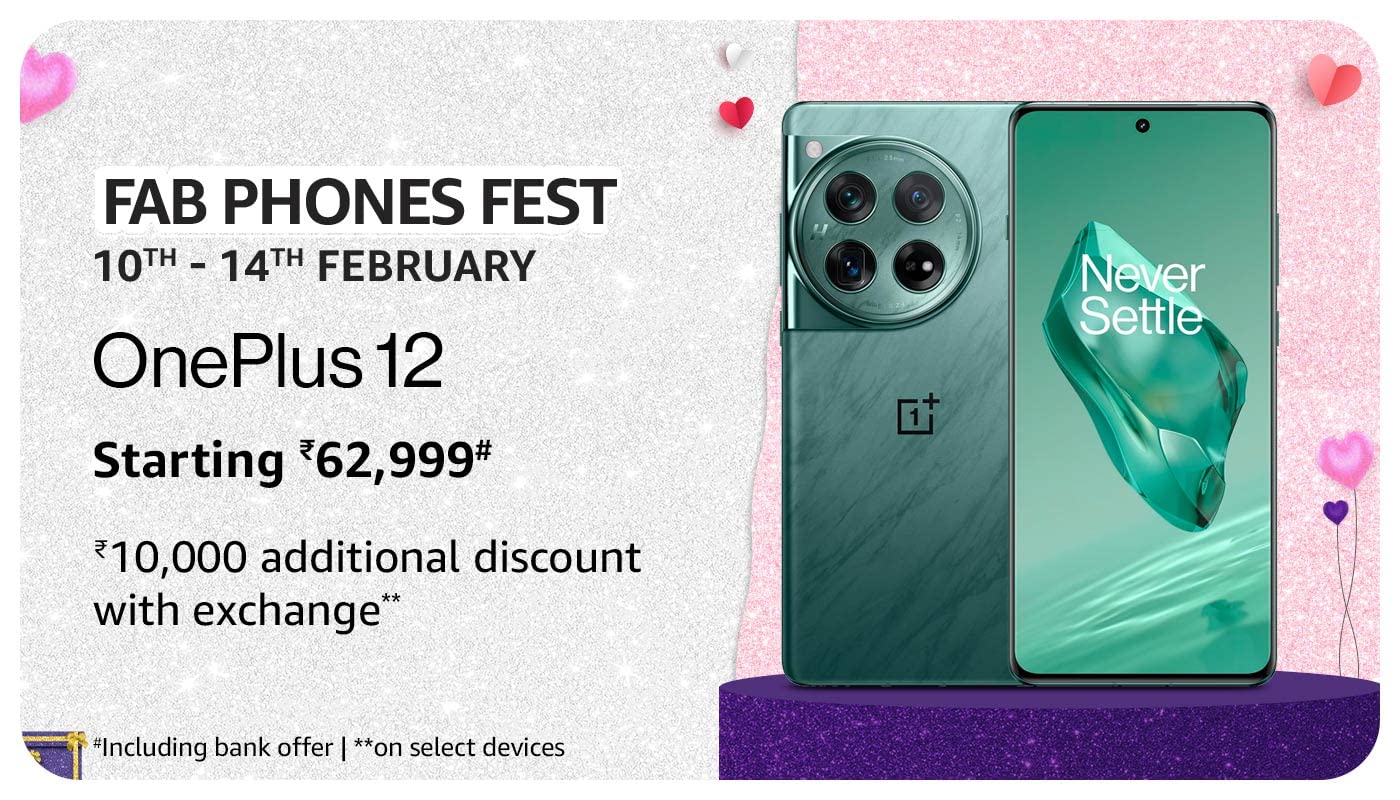 FAB PHONES FEST
10TH - 14TH FEBRUARY
OnePlus 12
Starting ₹62,999#
₹10,000 additional discount
with exchange**
#Including bank offer | **on select devices
Never
Settle